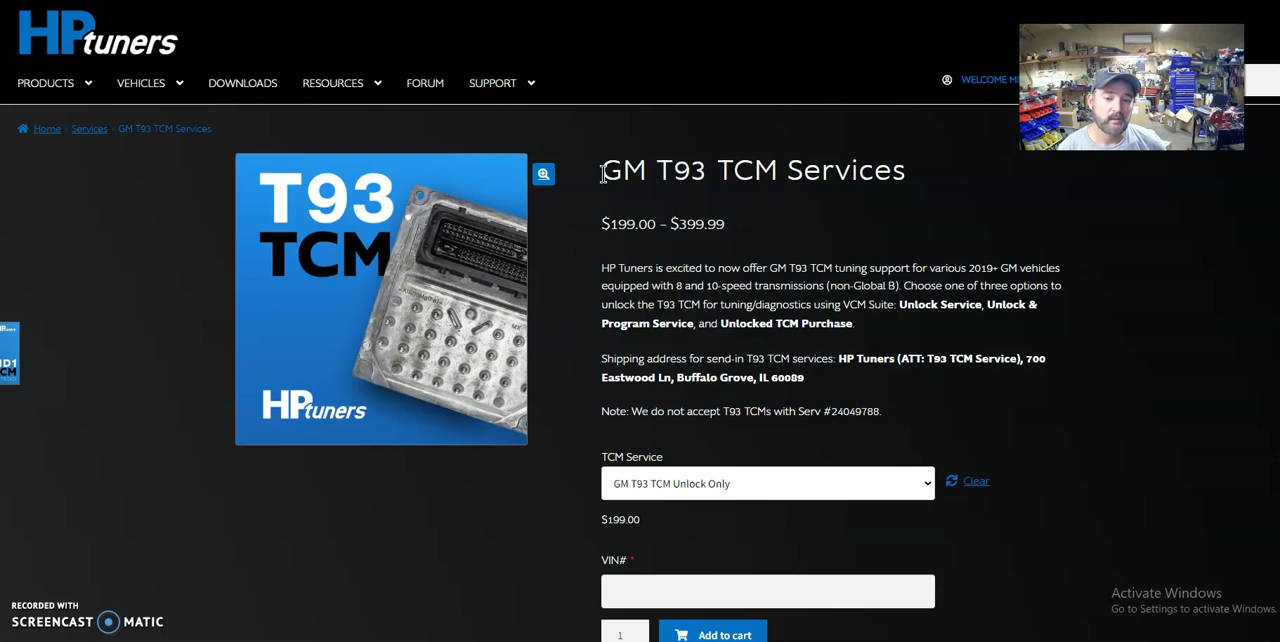 HPtuners
PRODUCTS VEHICLES DOWNLOADS RESOURCES FORUM SUPPORT
WELCOME
Home Services GM T93 TCM Services
T93
TCM
HPtuners
GM T93 TCM Services
$199.00 – $399.99
HP Tuners is excited to now offer GM T93 TCM tuning support for various 2019+ GM vehicles
equipped with 8 and 10-speed transmissions (non-Global B). Choose one of three options to
unlock the T93 TCM for tuning/diagnostics using VCM Suite: Unlock Service, Unlock &
Program Service, and Unlocked TCM Purchase.
Shipping address for send-in T93 TCM services: HP Tuners (ATT: T93 TCM Service), 700
Eastwood Ln, Buffalo Grove, IL 60089
Note: We do not accept T93 TCMs with Serv #24049788.
TCM Service
GM T93 TCM Unlock Only
Clear
$199.00
VIN# *
1 Add to cart
RECORDED WITH
SCREENCAST MATIC
Activate Windows
Go to Settings to activate Windows.